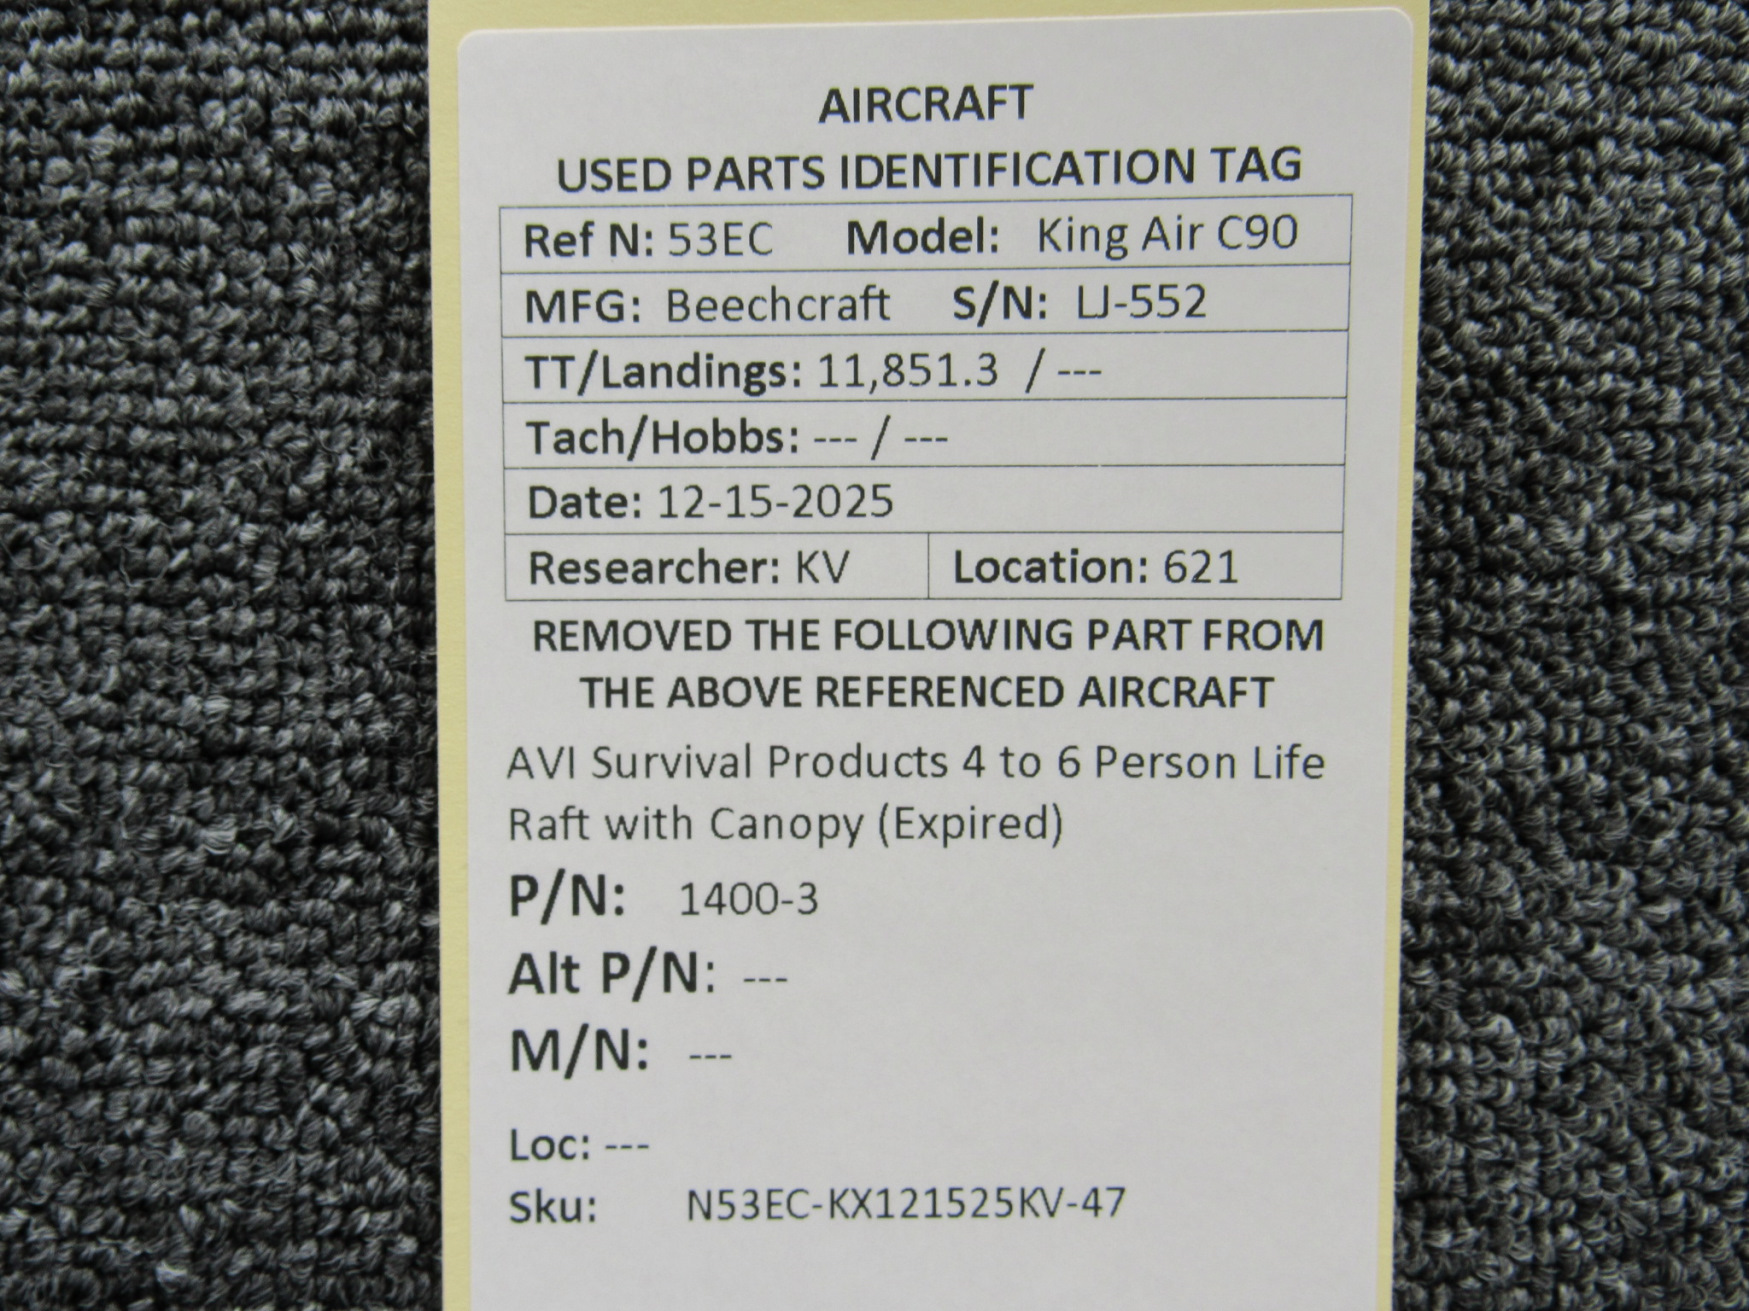 AIRCRAFT
USED PARTS IDENTIFICATION TAG
Ref N: 53EC Model: King Air C90
MFG: Beechcraft S/N: LJ-552
TT/Landings: 11,851.3 / ---
Tach/Hobbs: --- / ---
Date: 12-15-2025
Researcher: KV Location: 621
REMOVED THE FOLLOWING PART FROM
THE ABOVE REFERENCED AIRCRAFT
AVI Survival Products 4 to 6 Person Life
Raft with Canopy (Expired)
P/N: 1400-3
Alt P/N: ---
M/N: ---
Loc: ---
Sku: N53EC-KX121525KV-47